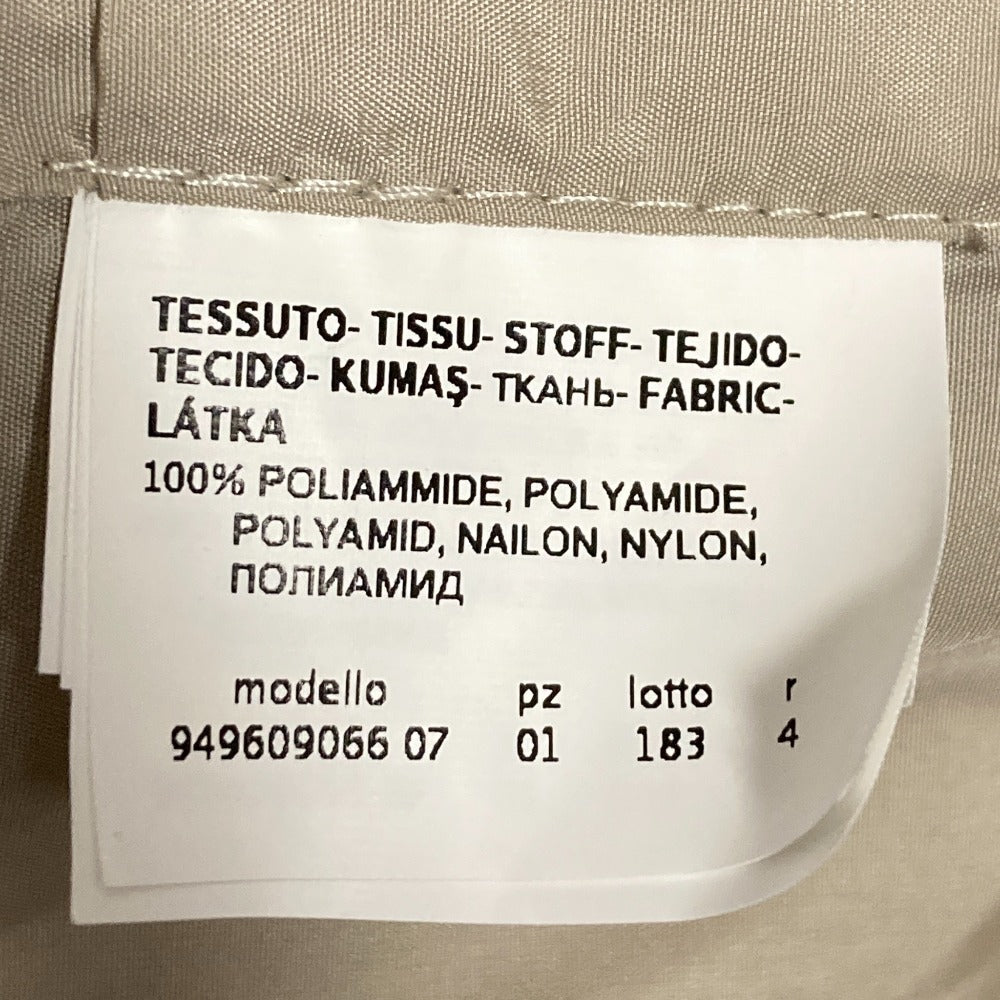 TESSUTO- TISSU- STOFF- TEJIDO-
TECIDO- KUMAŞ- ТКАНЬ- FABRIC-
LÁTKA
100% POLIAMMIDE, POLYAMIDE,
POLYAMID, NAILON, NYLON,
ПОЛИАМИД
modello pz lotto r
949609066 07 01 183 4